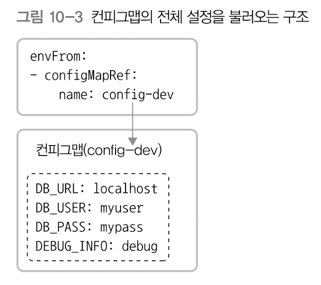 그림 10-3 컨피그맵의 전체 설정을 불러오는 구조
envFrom:
- configMapRef:
    name: config-dev
컨피그맵(config-dev)
DB_URL: localhost
DB_USER: myuser
DB_PASS: mypass
DEBUG_INFO: debug